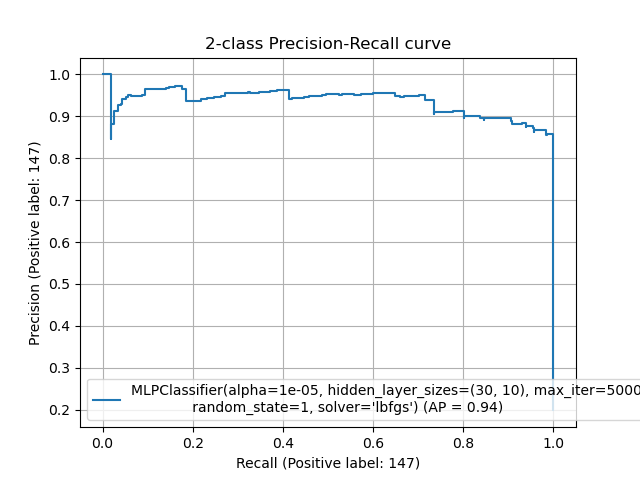 2-class Precision-Recall curve
1.0
0.9
0.8
0.7
0.6
0.5
0.4
0.3
0.2
Precision (Positive label: 147)
MLPClassifier(alpha=1e-05, hidden_layer_sizes=(30, 10), max_iter=5000
random_state=1, solver='lbfgs') (AP = 0.94)
0.0 0.2 0.4 0.6 0.8 1.0
Recall (Positive label: 147)